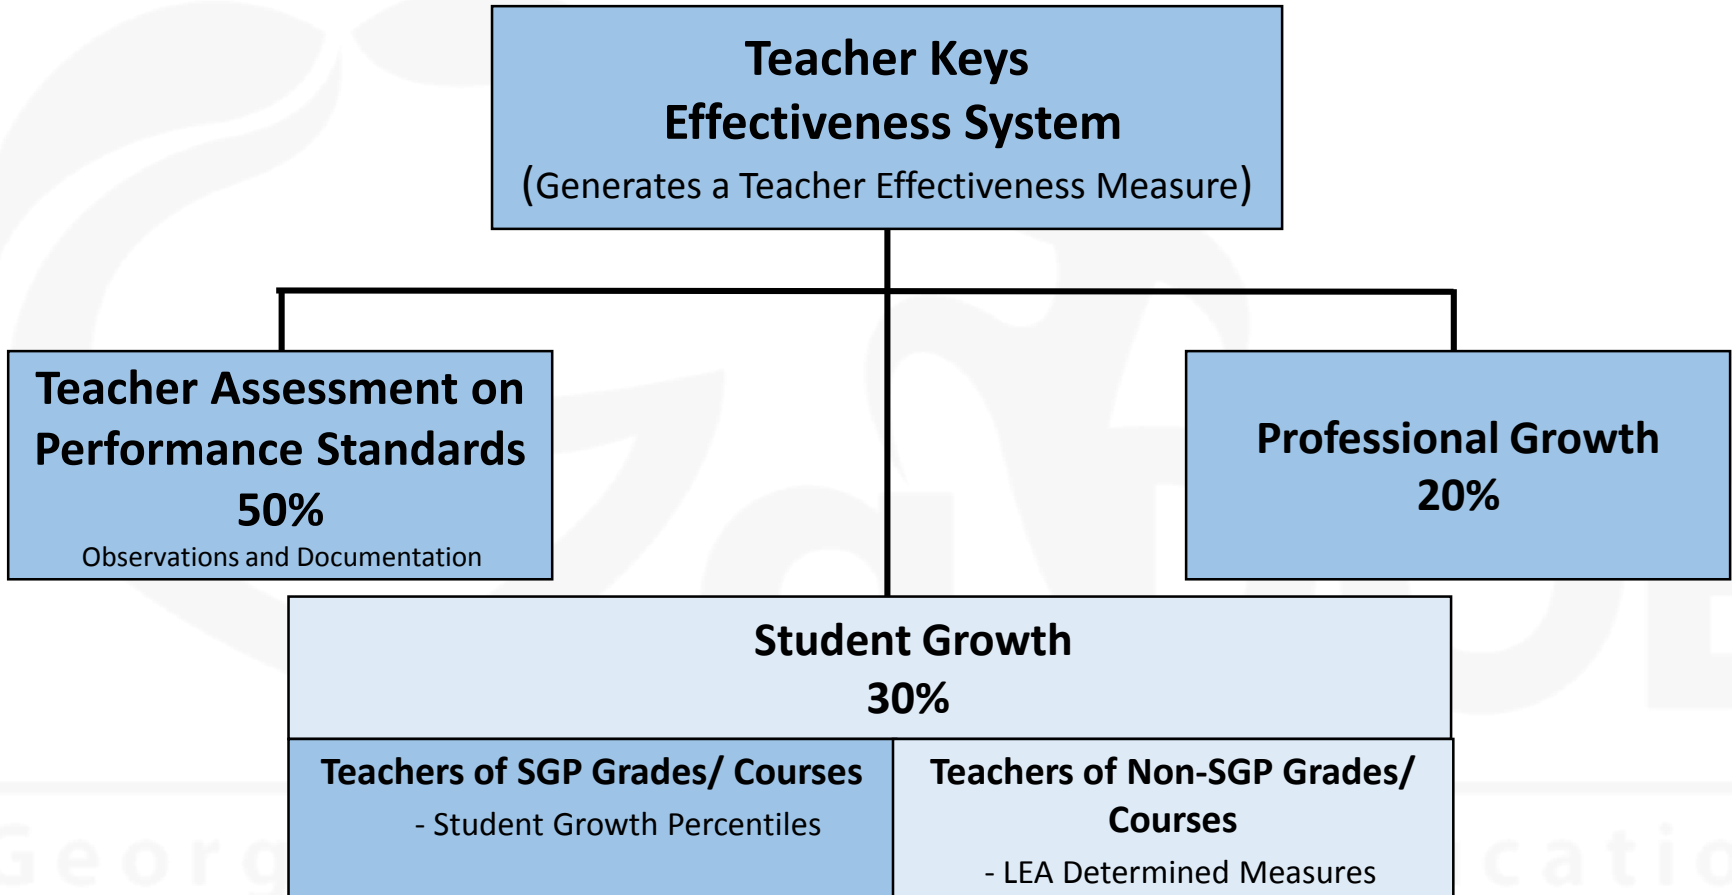 Teacher Keys
Effectiveness System
(Generates a Teacher Effectiveness Measure)
Teacher Assessment on
Performance Standards
50%
Observations and Documentation
Professional Growth
20%
Student Growth
30%
Teachers of SGP Grades/ Courses
- Student Growth Percentiles
Teachers of Non-SGP Grades/
Courses
- LEA Determined Measures